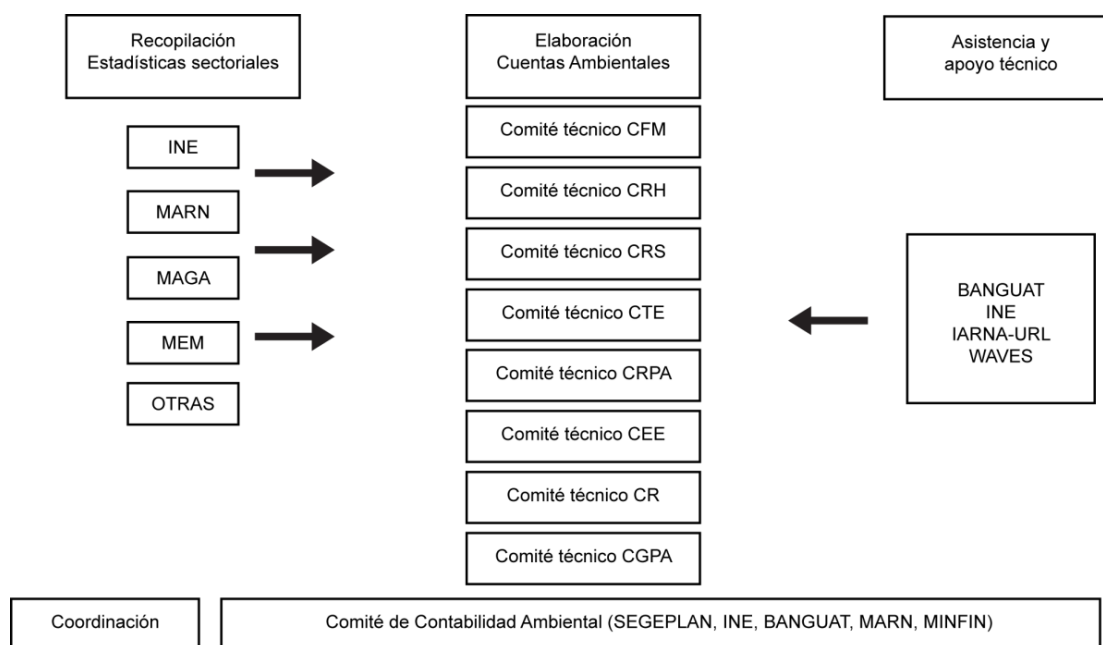 Recopilación
Estadísticas sectoriales
INE
MARN
MAGA
MEM
OTRAS
Elaboración
Cuentas Ambientales
Comité técnico CFM
Comité técnico CRH
Comité técnico CRS
Comité técnico CTE
Comité técnico CRPA
Comité técnico CEE
Comité técnico CR
Comité técnico CGPA
Asistencia y
apoyo técnico
BANGUAT
INE
IARNA-URL
WAVES
Coordinación
Comité de Contabilidad Ambiental (SEGEPLAN, INE, BANGUAT, MARN, MINFIN)